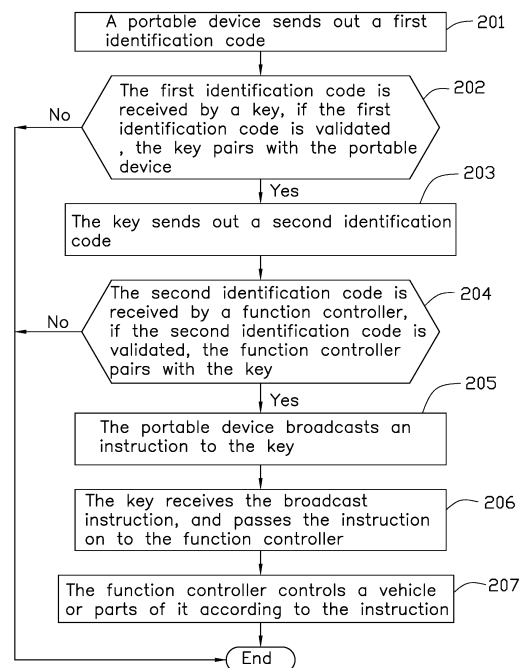 A portable device sends out a first
identification code
201
The first identification code is
received by a key, if the first
identification code is validated
, the key pairs with the portable
device
202
No
Yes
203
The key sends out a second identification
code
The second identification code is
received by a function controller,
if the second identification code is
validated, the function controller
pairs with the key
204
No
Yes
205
The portable device broadcasts an
instruction to the key
The key receives the broadcast
instruction, and passes the instruction
on to the function controller
206
The function controller controls a vehicle
or parts of it according to the instruction
207
End